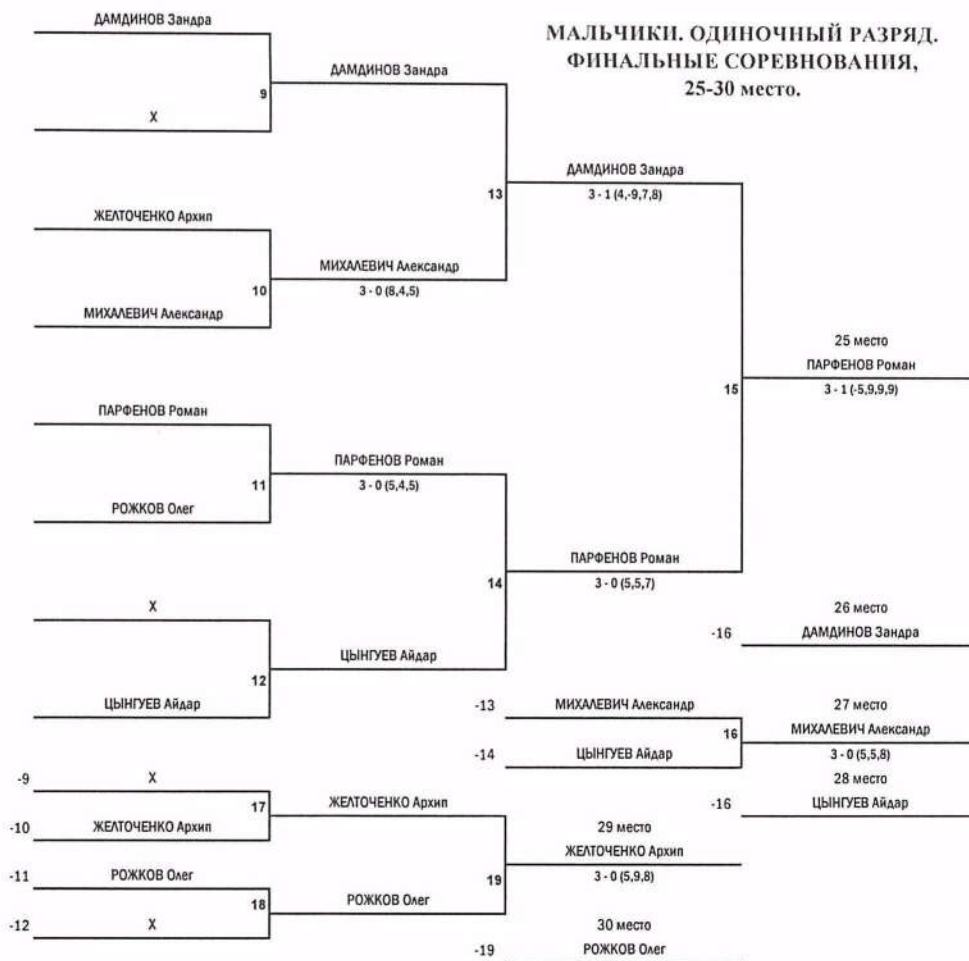 МАЛЬЧИКИ. ОДИНОЧНЫЙ РАЗРЯД.
ФИНАЛЬНЫЕ СОРЕВНОВАНИЯ,
25-30 место.
ДАМДИНОВ Зандра
ДАМДИНОВ Зандра
9
X
ДАМДИНОВ Зандра
13
3 - 1 (4,-9,7,8)
ЖЕЛТОЧЕНКО Архип
МИХАЛЕВИЧ Александр
10
3 - 0 (8,4,5)
МИХАЛЕВИЧ Александр
25 место
ПАРФЕНОВ Роман
15
3 - 1 (-5,9,9,9)
ПАРФЕНОВ Роман
ПАРФЕНОВ Роман
11
3 - 0 (5,4,5)
РОЖКОВ Олег
ПАРФЕНОВ Роман
14
3 - 0 (5,5,7)
X
26 место
-16 ДАМДИНОВ Зандра
ЦЫНГУЕВ Айдар
12
ЦЫНГУЕВ Айдар
-13 МИХАЛЕВИЧ Александр
27 место
16
МИХАЛЕВИЧ Александр
-14 ЦЫНГУЕВ Айдар
3 - 0 (5,5,8)
28 место
-16 ЦЫНГУЕВ Айдар
-9 X
17
ЖЕЛТОЧЕНКО Архип
-10 ЖЕЛТОЧЕНКО Архип
29 место
ЖЕЛТОЧЕНКО Архип
19
3 - 0 (5,9,8)
-11 РОЖКОВ Олег
18
РОЖКОВ Олег
-12 X
30 место
-19 РОЖКОВ Олег